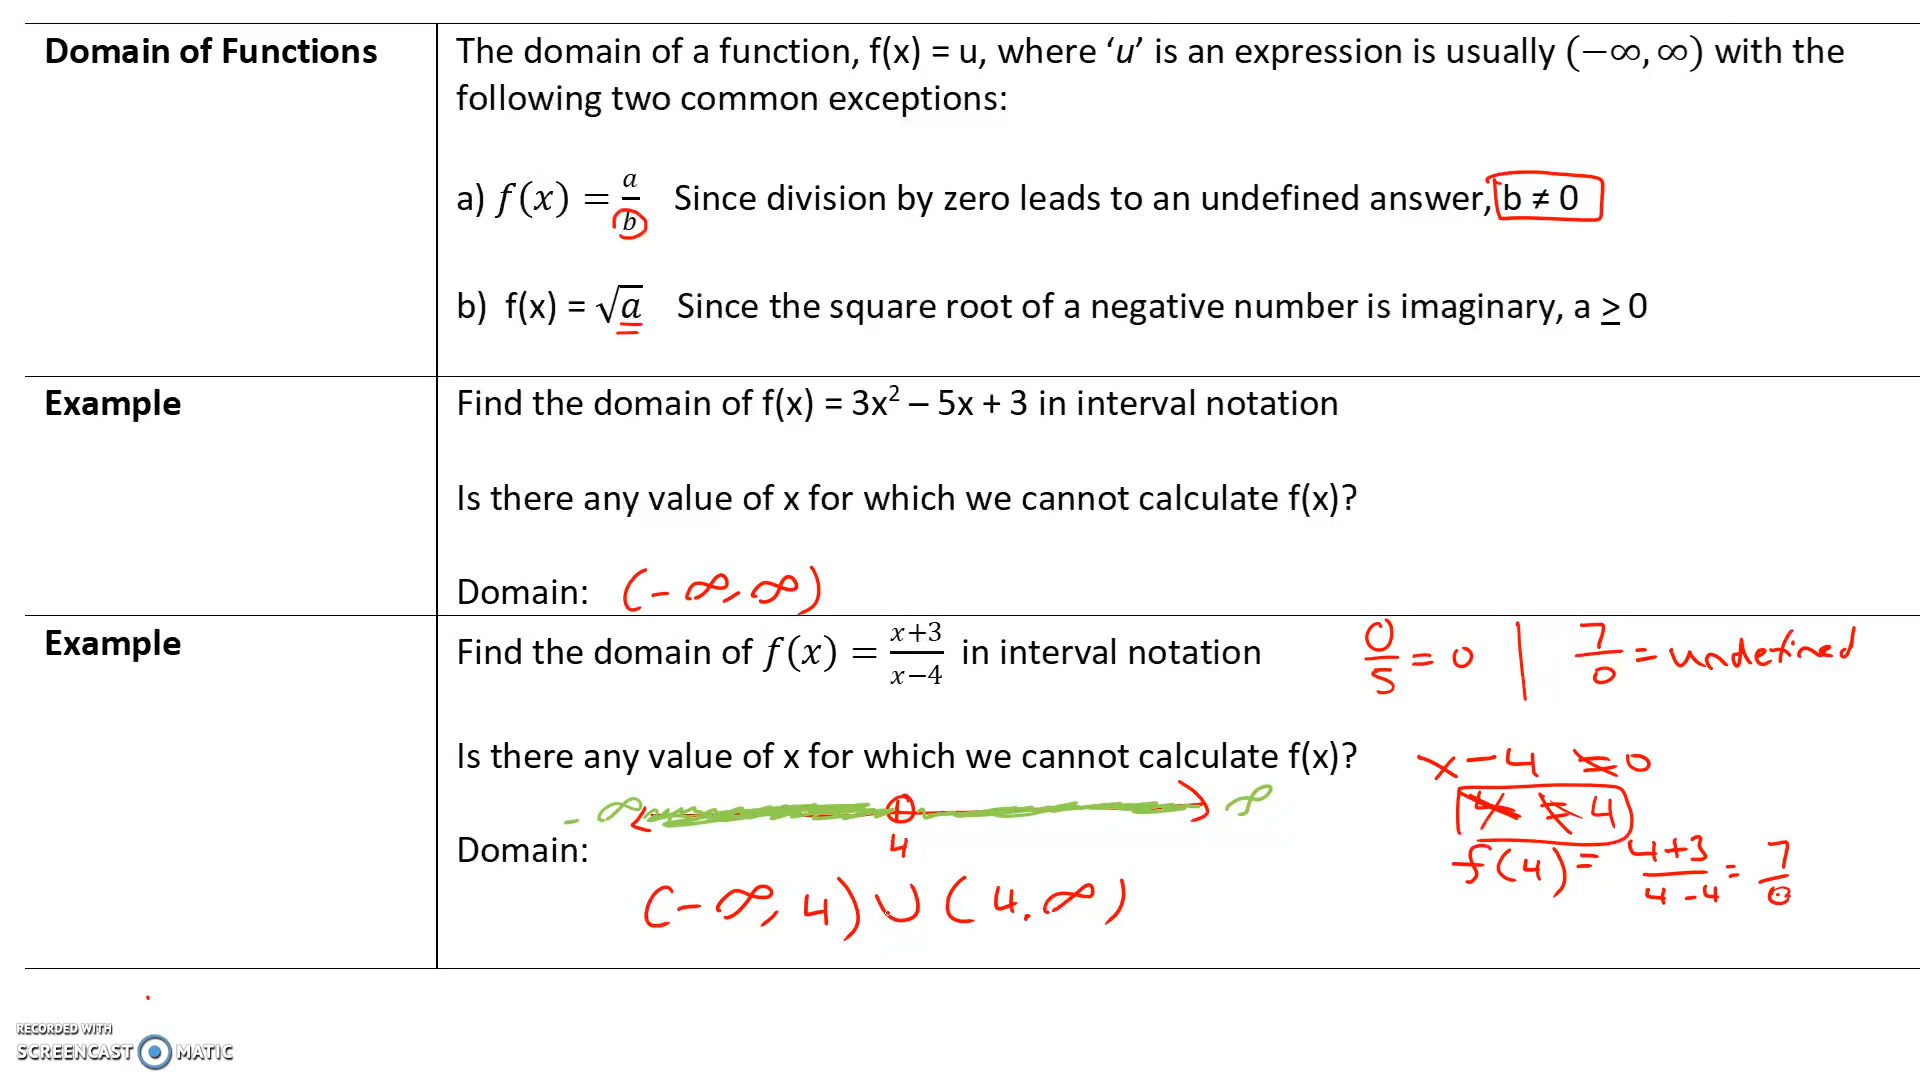 Domain of Functions
The domain of a function, f(x) = u, where ‘u’ is an expression is usually (−∞, ∞) with the
following two common exceptions:
a) f(x) = a/b Since division by zero leads to an undefined answer, b ≠ 0
b) f(x) = √a Since the square root of a negative number is imaginary, a ≥ 0
Example
Find the domain of f(x) = 3x² – 5x + 3 in interval notation
Is there any value of x for which we cannot calculate f(x)?
Domain: (-∞, ∞)
Example
Find the domain of f(x) = (x+3)/(x−4) in interval notation
0/5 = 0 | 7/0 = undefined
Is there any value of x for which we cannot calculate f(x)?
x - 4 ≠ 0
x ≠ 4
-∞ ∞
4
Domain:
f(4) = (4+3)/(4-4) = 7/0
(-∞, 4) ∪ (4, ∞)
RECORDED WITH
SCREENCAST MATIC